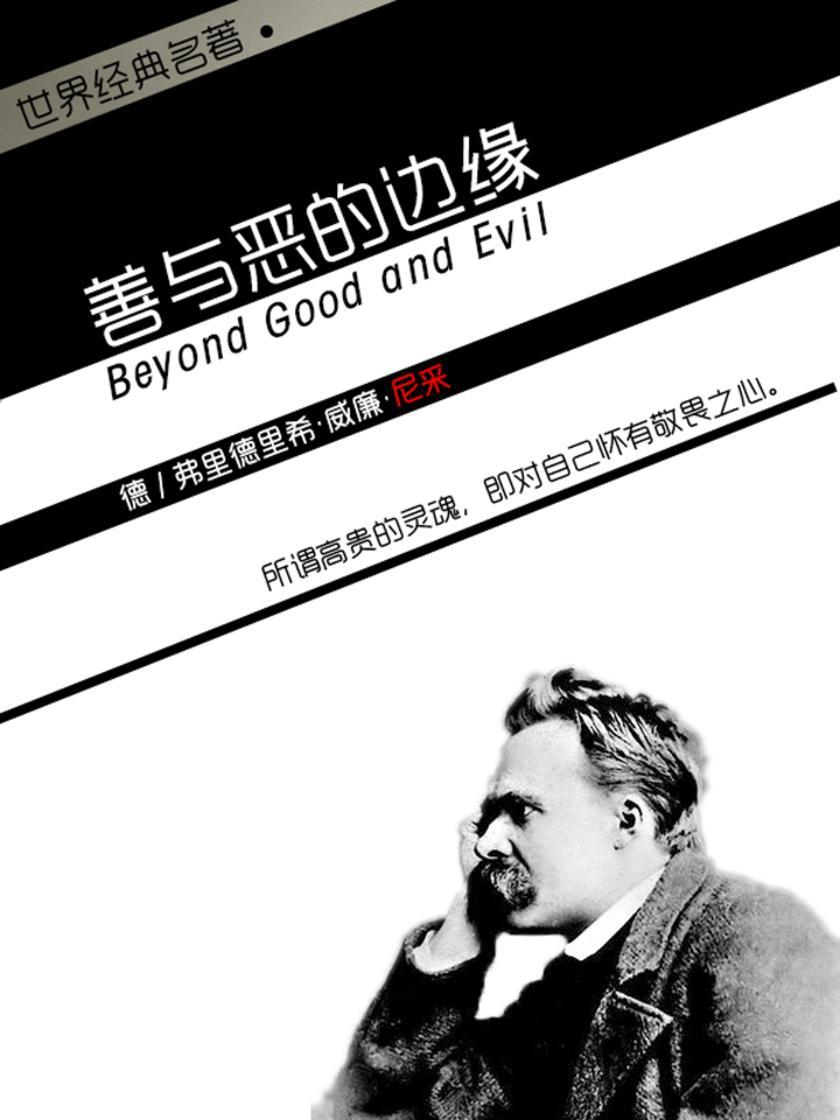 世界经典名著 •
善与恶的边缘
Beyond Good and Evil
德 / 弗里德里希·威廉·尼采
所谓高贵的灵魂，即对自己怀有敬畏之心。